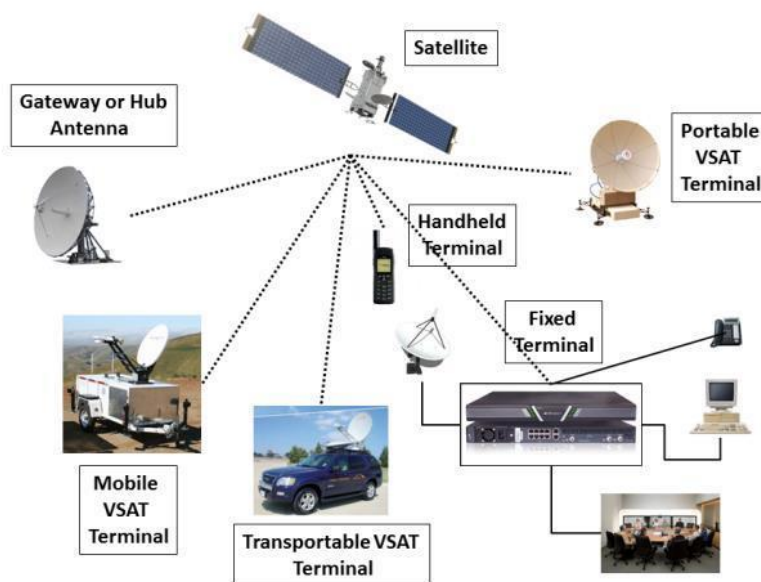 Satellite
Gateway or Hub
Antenna
Portable
VSAT
Terminal
Handheld
Terminal
Fixed
Terminal
Mobile
VSAT
Terminal
Transportable VSAT
Terminal